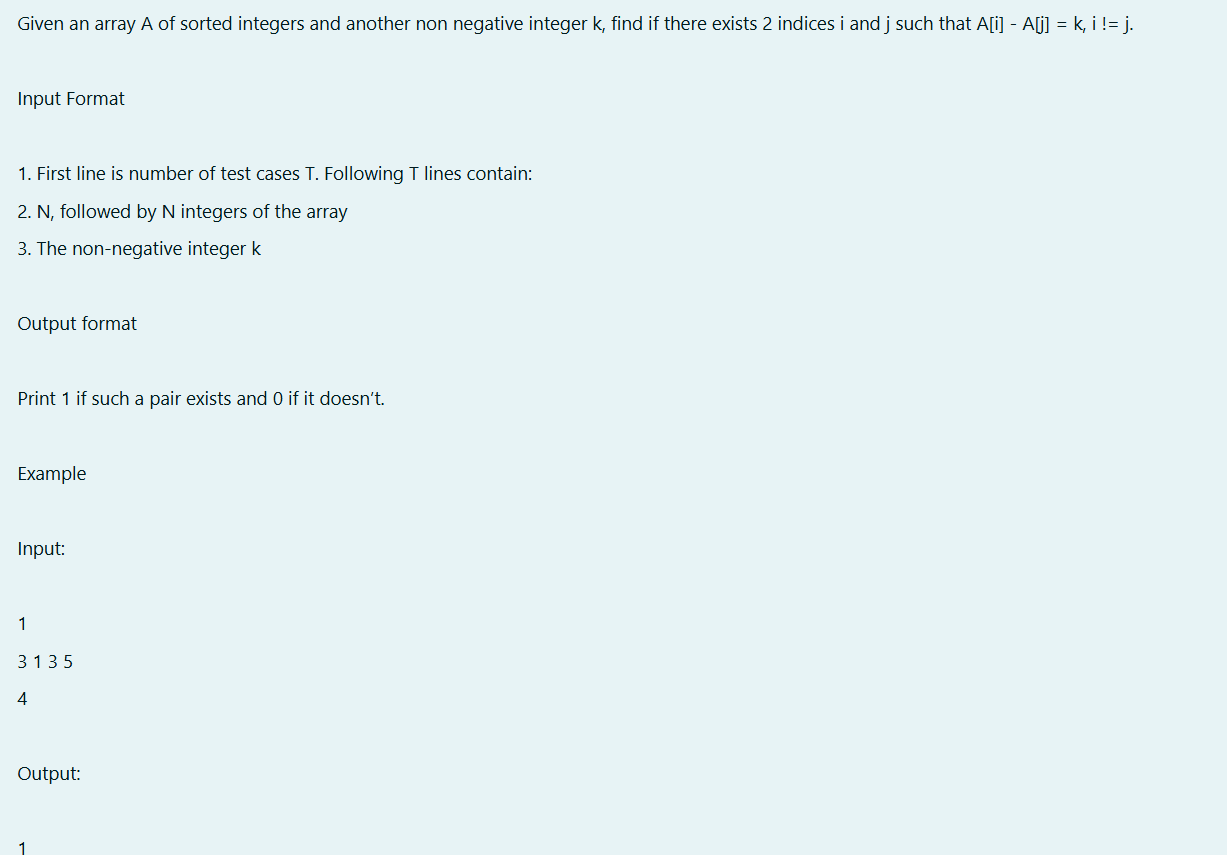 Given an array A of sorted integers and another non negative integer k, find if there exists 2 indices i and j such that A[i] - A[j] = k, i != j.
Input Format
1. First line is number of test cases T. Following T lines contain:
2. N, followed by N integers of the array
3. The non-negative integer k
Output format
Print 1 if such a pair exists and 0 if it doesn’t.
Example
Input:
1
3 1 3 5
4
Output:
1